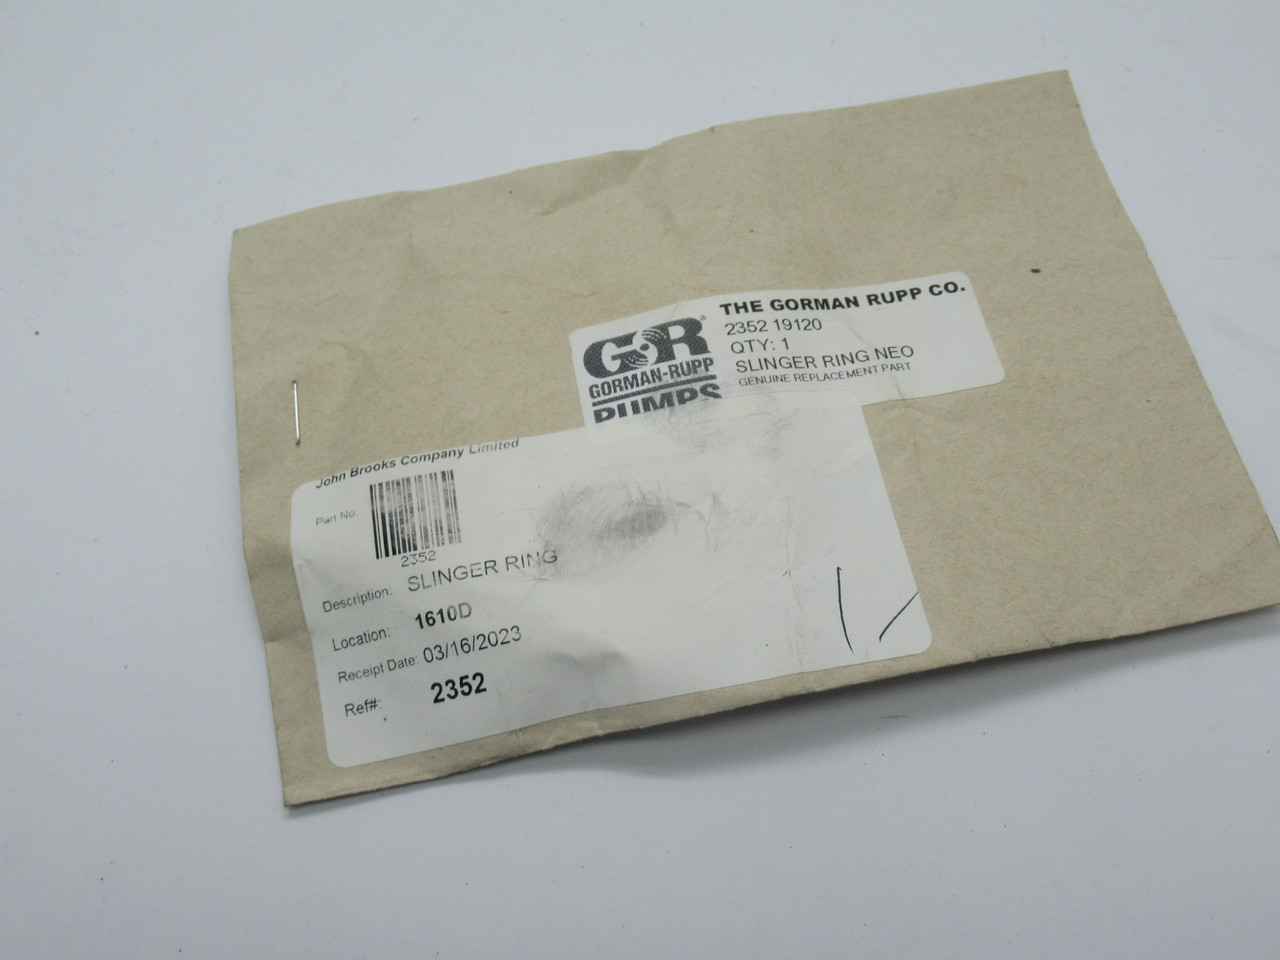 THE GORMAN RUPP CO.
2352 19120
QTY: 1
SLINGER RING NEO
GENUINE REPLACEMENT PART
GR®
GORMAN-RUPP
PUMPS
John Brooks Company Limited
Part No:
2352
Description: SLINGER RING
Location: 1610D
Receipt Date: 03/16/2023
Ref#: 2352